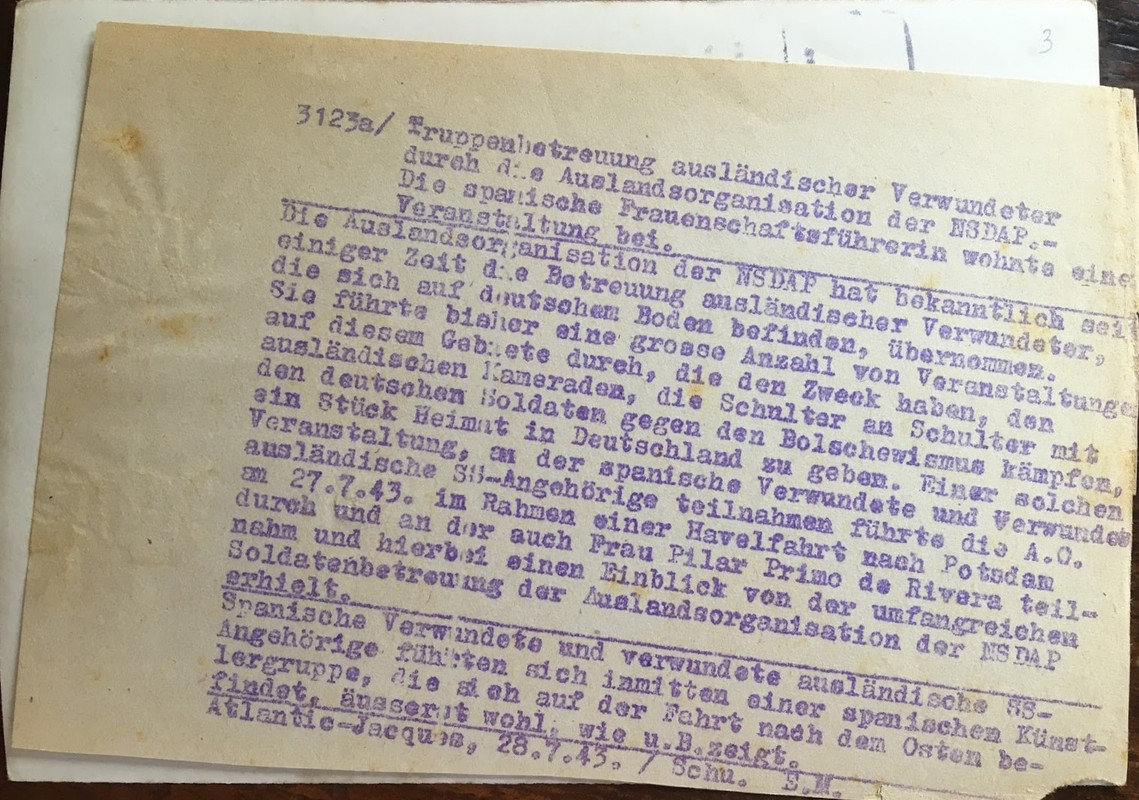 3
3123a/ Truppenbetreuung ausländischer Verwundeter
durch die Auslandsorganisation der NSDAP.-
Die spanische Frauenschaftsführerin wohnte eine
Veranstaltung bei.
Die Auslandsorganisation der NSDAP hat bekanntlich seit
einiger Zeit die Betreuung ausländischer Verwundeter,
die sich auf deutschem Boden befinden, übernommen.
Sie führte bisher eine grosse Anzahl von Veranstaltunge
auf diesem Gebiete durch, die den Zweck haben, den
ausländischen Kameraden, die Schulter an Schulter mit
den deutschen Soldaten gegen den Bolschewismus kämpfen,
ein Stück Heimat in Deutschland zu geben. Einer solchen
Veranstaltung, an der spanische Verwundete und Verwundet
ausländische SS-Angehörige teilnahmen führte die A.O.
am 27.7.43. im Rahmen einer Havelfahrt nach Potsdam
durch und an der auch Frau Pilar Primo de Rivera teil-
nahm und hierbei einen Einblick von der umfangreichen
Soldatenbetreuung der Auslandsorganisation der NSDAP
erhielt.
Spanische Verwundete und verwundete ausländische SS-
Angehörige fühlten sich inmitten einer spanischen Künst-
lergruppe, die sich auf der Fahrt nach dem Osten be-
findet, äusserst wohl, wie u.B.zeigt.
Atlantic-Jacques, 28.7.43. / Schu. E.M.